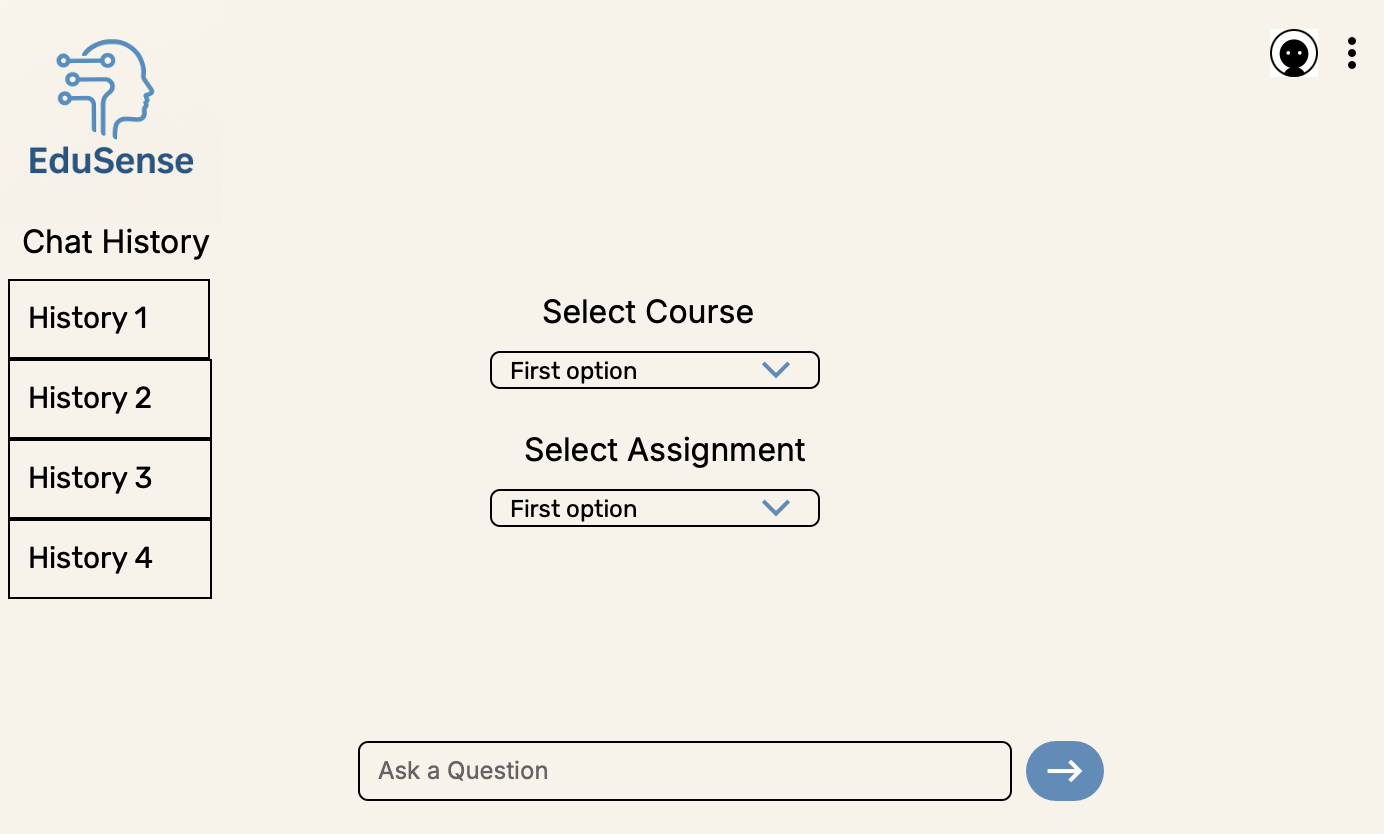 EduSense
Chat History
History 1
History 2
History 3
History 4
Select Course
First option
Select Assignment
First option
Ask a Question